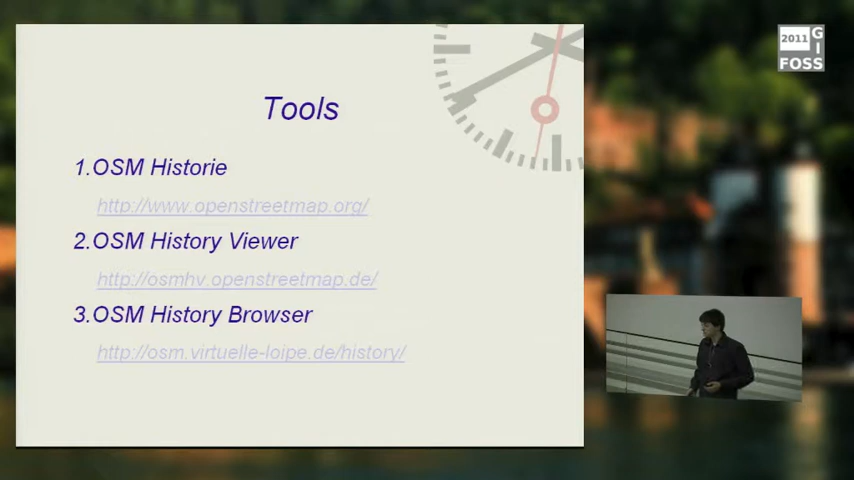 2011
G
I
FOSS
Tools
1.OSM Historie
http://www.openstreetmap.org/
2.OSM History Viewer
http://osmhv.openstreetmap.de/
3.OSM History Browser
http://osm.virtuelle-loipe.de/history/